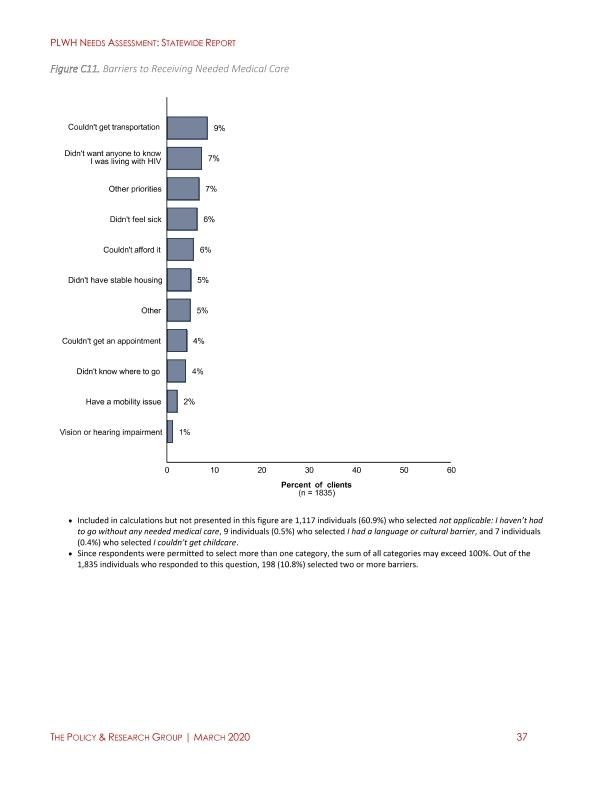 PLWH NEEDS ASSESSMENT: STATEWIDE REPORT
Figure C11. Barriers to Receiving Needed Medical Care
Couldn't get transportation 9%
Didn't want anyone to know
I was living with HIV 7%
Other priorities 7%
Didn't feel sick 6%
Couldn't afford it 6%
Didn't have stable housing 5%
Other 5%
Couldn't get an appointment 4%
Didn't know where to go 4%
Have a mobility issue 2%
Vision or hearing impairment 1%
0 10 20 30 40 50 60
Percent of clients
(n = 1835)
• Included in calculations but not presented in this figure are 1,117 individuals (60.9%) who selected not applicable: I haven't had
to go without any needed medical care, 9 individuals (0.5%) who selected I had a language or cultural barrier, and 7 individuals
(0.4%) who selected I couldn't get childcare.
• Since respondents were permitted to select more than one category, the sum of all categories may exceed 100%. Out of the
1,835 individuals who responded to this question, 198 (10.8%) selected two or more barriers.
THE POLICY & RESEARCH GROUP | MARCH 2020 37